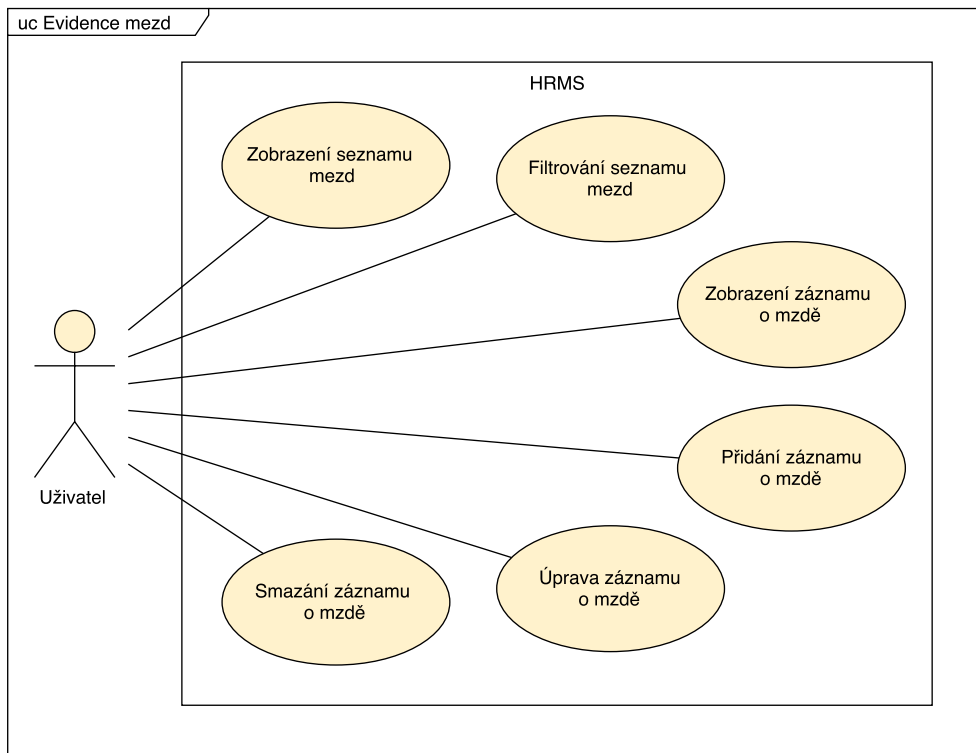 uc Evidence mezd
HRMS
Zobrazení seznamu
mezd
Filtrování seznamu
mezd
Zobrazení záznamu
o mzdě
Přidání záznamu
o mzdě
Uživatel
Smazání záznamu
o mzdě
Úprava záznamu
o mzdě